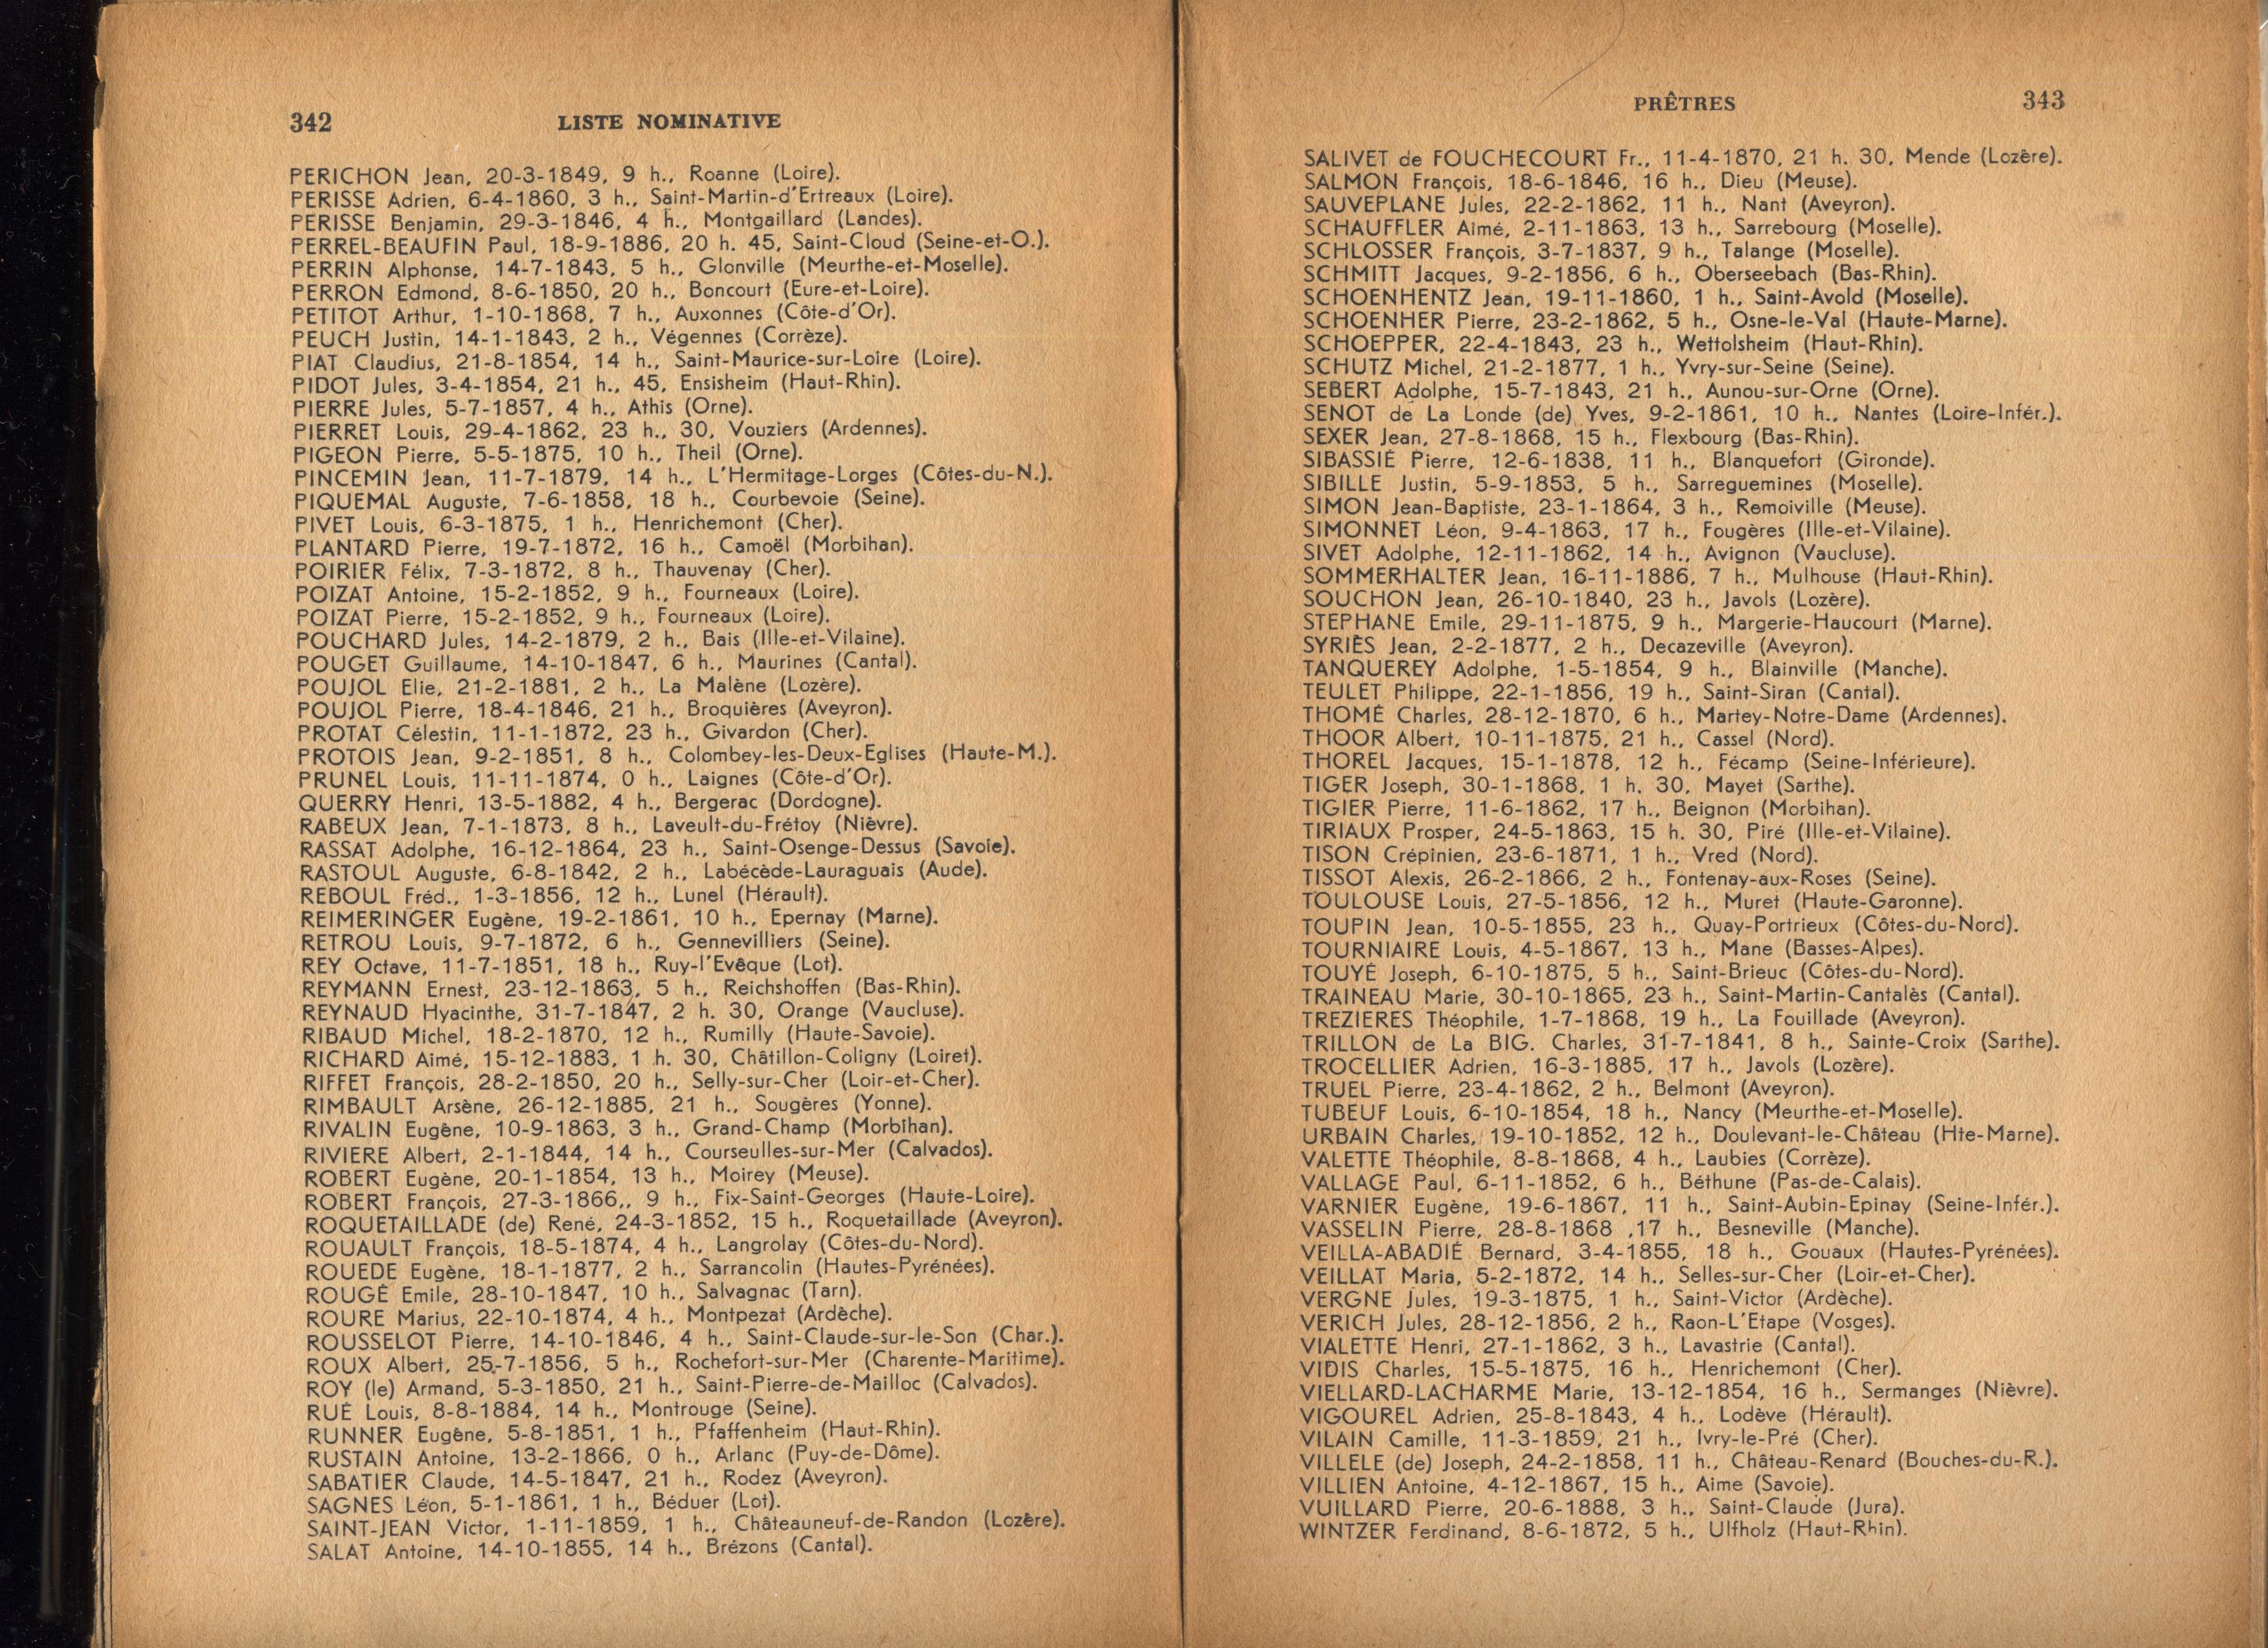 342
LISTE NOMINATIVE
PERICHON Jean, 20-3-1849, 9 h., Roanne (Loire).
PERISSE Adrien, 6-4-1860, 3 h., Saint-Martin-d'Ertreaux (Loire).
PERISSE Benjamin, 29-3-1846, 4 h., Montgaillard (Landes).
PERREL-BEAUFIN Paul, 18-9-1886, 20 h. 45, Saint-Cloud (Seine-et-O.).
PERRIN Alphonse, 14-7-1843, 5 h., Glonville (Meurthe-et-Moselle).
PERRON Edmond, 8-6-1850, 20 h., Boncourt (Eure-et-Loire).
PETITOT Arthur, 1-10-1868, 7 h., Auxonnes (Côte-d'Or).
PEUCH Justin, 14-1-1843, 2 h., Végennes (Corrèze).
PIAT Claudius, 21-8-1854, 14 h., Saint-Maurice-sur-Loire (Loire).
PIDOT Jules, 3-4-1854, 21 h., 45, Ensisheim (Haut-Rhin).
PIERRE Jules, 5-7-1857, 4 h., Athis (Orne).
PIERRET Louis, 29-4-1862, 23 h., 30, Vouziers (Ardennes).
PIGEON Pierre, 5-5-1875, 10 h., Theil (Orne).
PINCEMIN Jean, 11-7-1879, 14 h., L'Hermitage-Lorges (Côtes-du-N.).
PIQUEMAL Auguste, 7-6-1858, 18 h., Courbevoie (Seine).
PIVET Louis, 6-3-1875, 1 h., Henrichemont (Cher).
PLANTARD Pierre, 19-7-1872, 16 h., Camoël (Morbihan).
POIRIER Félix, 7-3-1872, 8 h., Thauvenay (Cher).
POIZAT Antoine, 15-2-1852, 9 h., Fourneaux (Loire).
POIZAT Pierre, 15-2-1852, 9 h., Fourneaux (Loire).
POUCHARD Jules, 14-2-1879, 2 h., Bais (Ille-et-Vilaine).
POUGET Guillaume, 14-10-1847, 6 h., Maurines (Cantal).
POUJOL Elie, 21-2-1881, 2 h., La Malène (Lozère).
POUJOL Pierre, 18-4-1846, 21 h., Broquières (Aveyron).
PROTAT Célestin, 11-1-1872, 23 h., Givardon (Cher).
PROTOIS Jean, 9-2-1851, 8 h., Colombey-les-Deux-Eglises (Haute-M.).
PRUNEL Louis, 11-11-1874, 0 h., Laignes (Côte-d'Or).
QUERRY Henri, 13-5-1882, 4 h., Bergerac (Dordogne).
RABEUX Jean, 7-1-1873, 8 h., Laveult-du-Frétoy (Nièvre).
RASSAT Adolphe, 16-12-1864, 23 h., Saint-Osenge-Dessus (Savoie).
RASTOUL Auguste, 6-8-1842, 2 h., Labécède-Lauraguais (Aude).
REBOUL Fréd., 1-3-1856, 12 h., Lunel (Hérault).
REIMERINGER Eugène, 19-2-1861, 10 h., Epernay (Marne).
RETROU Louis, 9-7-1872, 6 h., Gennevilliers (Seine).
REY Octave, 11-7-1851, 18 h., Ruy-l'Evêque (Lot).
REYMANN Ernest, 23-12-1863, 5 h., Reichshoffen (Bas-Rhin).
REYNAUD Hyacinthe, 31-7-1847, 2 h. 30, Orange (Vaucluse).
RIBAUD Michel, 18-2-1870, 12 h., Rumilly (Haute-Savoie).
RICHARD Aimé, 15-12-1883, 1 h. 30, Châtillon-Coligny (Loiret).
RIFFET François, 28-2-1850, 20 h., Selly-sur-Cher (Loir-et-Cher).
RIMBAULT Arsène, 26-12-1885, 21 h., Sougères (Yonne).
RIVALIN Eugène, 10-9-1863, 3 h., Grand-Champ (Morbihan).
RIVIERE Albert, 2-1-1844, 14 h., Courseulles-sur-Mer (Calvados).
ROBERT Eugène, 20-1-1854, 13 h., Moirey (Meuse).
ROBERT François, 27-3-1866,, 9 h., Fix-Saint-Georges (Haute-Loire).
ROQUETAILLADE (de) René, 24-3-1852, 15 h., Roquetaillade (Aveyron).
ROUAULT François, 18-5-1874, 4 h., Langrolay (Côtes-du-Nord).
ROUEDE Eugène, 18-1-1877, 2 h., Sarrancolin (Hautes-Pyrénées).
ROUGÉ Emile, 28-10-1847, 10 h., Salvagnac (Tarn).
ROURE Marius, 22-10-1874, 4 h., Montpezat (Ardèche).
ROUSSELOT Pierre, 14-10-1846, 4 h., Saint-Claude-sur-le-Son (Char.).
ROUX Albert, 25-7-1856, 5 h., Rochefort-sur-Mer (Charente-Maritime).
ROY (le) Armand, 5-3-1850, 21 h., Saint-Pierre-de-Mailloc (Calvados).
RUÉ Louis, 8-8-1884, 14 h., Montrouge (Seine).
RUNNER Eugène, 5-8-1851, 1 h., Pfaffenheim (Haut-Rhin).
RUSTAIN Antoine, 13-2-1866, 0 h., Arlanc (Puy-de-Dôme).
SABATIER Claude, 14-5-1847, 21 h., Rodez (Aveyron).
SAGNES Léon, 5-1-1861, 1 h., Béduer (Lot).
SAINT-JEAN Victor, 1-11-1859, 1 h., Châteauneuf-de-Randon (Lozère).
SALAT Antoine, 14-10-1855, 14 h., Brézons (Cantal).
PRÊTRES
343
SALIVET de FOUCHECOURT Fr., 11-4-1870, 21 h. 30, Mende (Lozère).
SALMON François, 18-6-1846, 16 h., Dieu (Meuse).
SAUVEPLANE Jules, 22-2-1862, 11 h., Nant (Aveyron).
SCHAUFFLER Aimé, 2-11-1863, 13 h., Sarrebourg (Moselle).
SCHLOSSER François, 3-7-1837, 9 h., Talange (Moselle).
SCHMITT Jacques, 9-2-1856, 6 h., Oberseebach (Bas-Rhin).
SCHOENHENTZ Jean, 19-11-1860, 1 h., Saint-Avold (Moselle).
SCHOENHER Pierre, 23-2-1862, 5 h., Osne-le-Val (Haute-Marne).
SCHOEPPER, 22-4-1843, 23 h., Wettolsheim (Haut-Rhin).
SCHUTZ Michel, 21-2-1877, 1 h., Yvry-sur-Seine (Seine).
SEBERT Adolphe, 15-7-1843, 21 h., Aunou-sur-Orne (Orne).
SENOT de La Londe (de) Yves, 9-2-1861, 10 h., Nantes (Loire-Infér.).
SEXER Jean, 27-8-1868, 15 h., Flexbourg (Bas-Rhin).
SIBASSIÉ Pierre, 12-6-1838, 11 h., Blanquefort (Gironde).
SIBILLE Justin, 5-9-1853, 5 h., Sarreguemines (Moselle).
SIMON Jean-Baptiste, 23-1-1864, 3 h., Remoiville (Meuse).
SIMONNET Léon, 9-4-1863, 17 h., Fougères (Ille-et-Vilaine).
SIVET Adolphe, 12-11-1862, 14 h., Avignon (Vaucluse).
SOMMERHALTER Jean, 16-11-1886, 7 h., Mulhouse (Haut-Rhin).
SOUCHON Jean, 26-10-1840, 23 h., Javols (Lozère).
STEPHANE Emile, 29-11-1875, 9 h., Margerie-Haucourt (Marne).
SYRIÈS Jean, 2-2-1877, 2 h., Decazeville (Aveyron).
TANQUEREY Adolphe, 1-5-1854, 9 h., Blainville (Manche).
TEULET Philippe, 22-1-1856, 19 h., Saint-Siran (Cantal).
THOMÉ Charles, 28-12-1870, 6 h., Martey-Notre-Dame (Ardennes).
THOOR Albert, 10-11-1875, 21 h., Cassel (Nord).
THOREL Jacques, 15-1-1878, 12 h., Fécamp (Seine-Inférieure).
TIGER Joseph, 30-1-1868, 1 h. 30, Mayet (Sarthe).
TIGIER Pierre, 11-6-1862, 17 h., Beignon (Morbihan).
TIRIAUX Prosper, 24-5-1863, 15 h. 30, Piré (Ille-et-Vilaine).
TISON Crépinien, 23-6-1871, 1 h., Vred (Nord).
TISSOT Alexis, 26-2-1866, 2 h., Fontenay-aux-Roses (Seine).
TOULOUSE Louis, 27-5-1856, 12 h., Muret (Haute-Garonne).
TOUPIN Jean, 10-5-1855, 23 h., Quay-Portrieux (Côtes-du-Nord).
TOURNIAIRE Louis, 4-5-1867, 13 h., Mane (Basses-Alpes).
TOUYÉ Joseph, 6-10-1875, 5 h., Saint-Brieuc (Côtes-du-Nord).
TRAINEAU Marie, 30-10-1865, 23 h., Saint-Martin-Cantalès (Cantal).
TREZIERES Théophile, 1-7-1868, 19 h., La Fouillade (Aveyron).
TRILLON de La BIG. Charles, 31-7-1841, 8 h., Sainte-Croix (Sarthe).
TROCELLIER Adrien, 16-3-1885, 17 h., Javols (Lozère).
TRUEL Pierre, 23-4-1862, 2 h., Belmont (Aveyron).
TUBEUF Louis, 6-10-1854, 18 h., Nancy (Meurthe-et-Moselle).
URBAIN Charles, 19-10-1852, 12 h., Doulevant-le-Château (Hte-Marne).
VALETTE Théophile, 8-8-1868, 4 h., Laubies (Corrèze).
VALLAGE Paul, 6-11-1852, 6 h., Béthune (Pas-de-Calais).
VARNIER Eugène, 19-6-1867, 11 h., Saint-Aubin-Epinay (Seine-Infér.).
VASSELIN Pierre, 28-8-1868 ,17 h., Besneville (Manche).
VEILLA-ABADIÉ Bernard, 3-4-1855, 18 h., Gouaux (Hautes-Pyrénées).
VEILLAT Maria, 5-2-1872, 14 h., Selles-sur-Cher (Loir-et-Cher).
VERGNE Jules, 19-3-1875, 1 h., Saint-Victor (Ardèche).
VERICH Jules, 28-12-1856, 2 h., Raon-L'Etape (Vosges).
VIALETTE Henri, 27-1-1862, 3 h., Lavastrie (Cantal).
VIDIS Charles, 15-5-1875, 16 h., Henrichemont (Cher).
VIELLARD-LACHARME Marie, 13-12-1854, 16 h., Sermanges (Nièvre).
VIGOUREL Adrien, 25-8-1843, 4 h., Lodève (Hérault).
VILAIN Camille, 11-3-1859, 21 h., Ivry-le-Pré (Cher).
VILLELE (de) Joseph, 24-2-1858, 11 h., Château-Renard (Bouches-du-R.).
VILLIEN Antoine, 4-12-1867, 15 h., Aime (Savoie).
VUILLARD Pierre, 20-6-1888, 3 h., Saint-Claude (Jura).
WINTZER Ferdinand, 8-6-1872, 5 h., Ulfholz (Haut-Rhin).